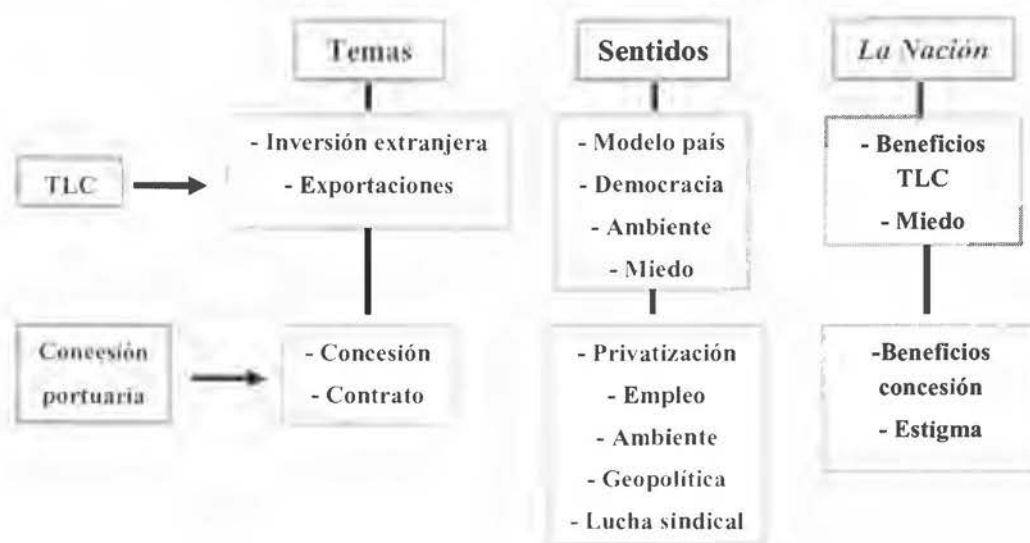 Temas
Sentidos
La Nación
TLC
- Inversión extranjera
- Exportaciones
- Modelo país
- Democracia
- Ambiente
- Miedo
- Beneficios
TLC
- Miedo
Concesión
portuaria
- Concesión
- Contrato
- Privatización
- Empleo
- Ambiente
- Geopolítica
- Lucha sindical
-Beneficios
concesión
- Estigma